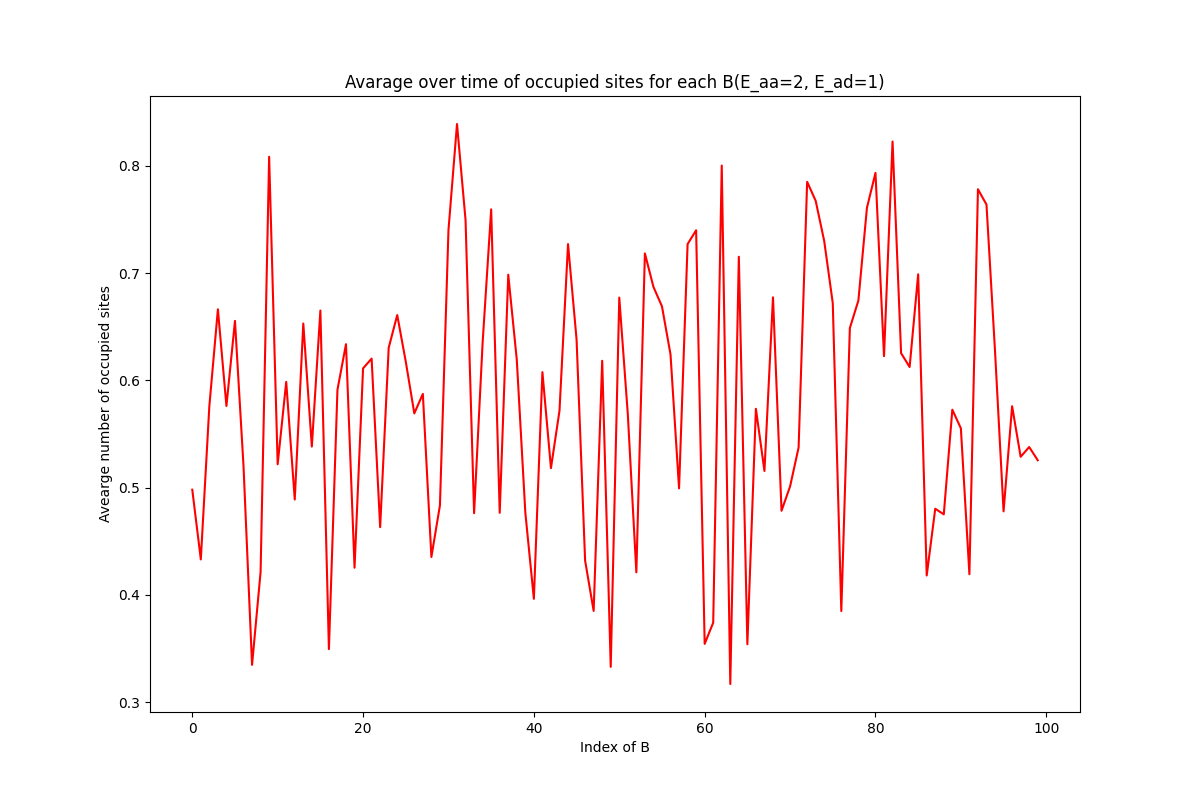 Avarage over time of occupied sites for each B(E_aa=2, E_ad=1)
Avearge number of occupied sites
0.8
0.7
0.6
0.5
0.4
0.3
0 20 40 60 80 100
Index of B